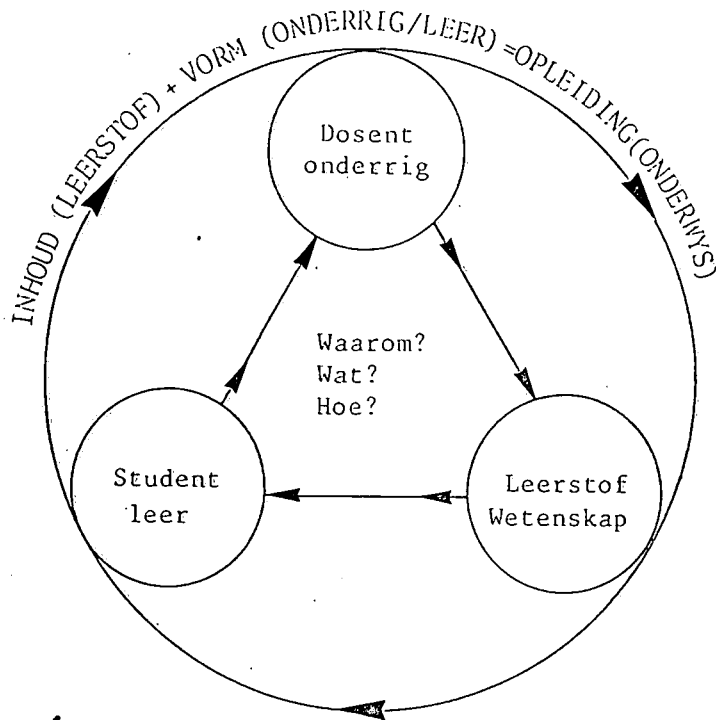 INHOUD (LEERSTOF) + VORM (ONDERRIG/LEER) =OPLEIDING(ONDERWYS)
Dosent
onderrig
Waarom?
Wat?
Hoe?
Student
leer
Leerstof
Wetenskap